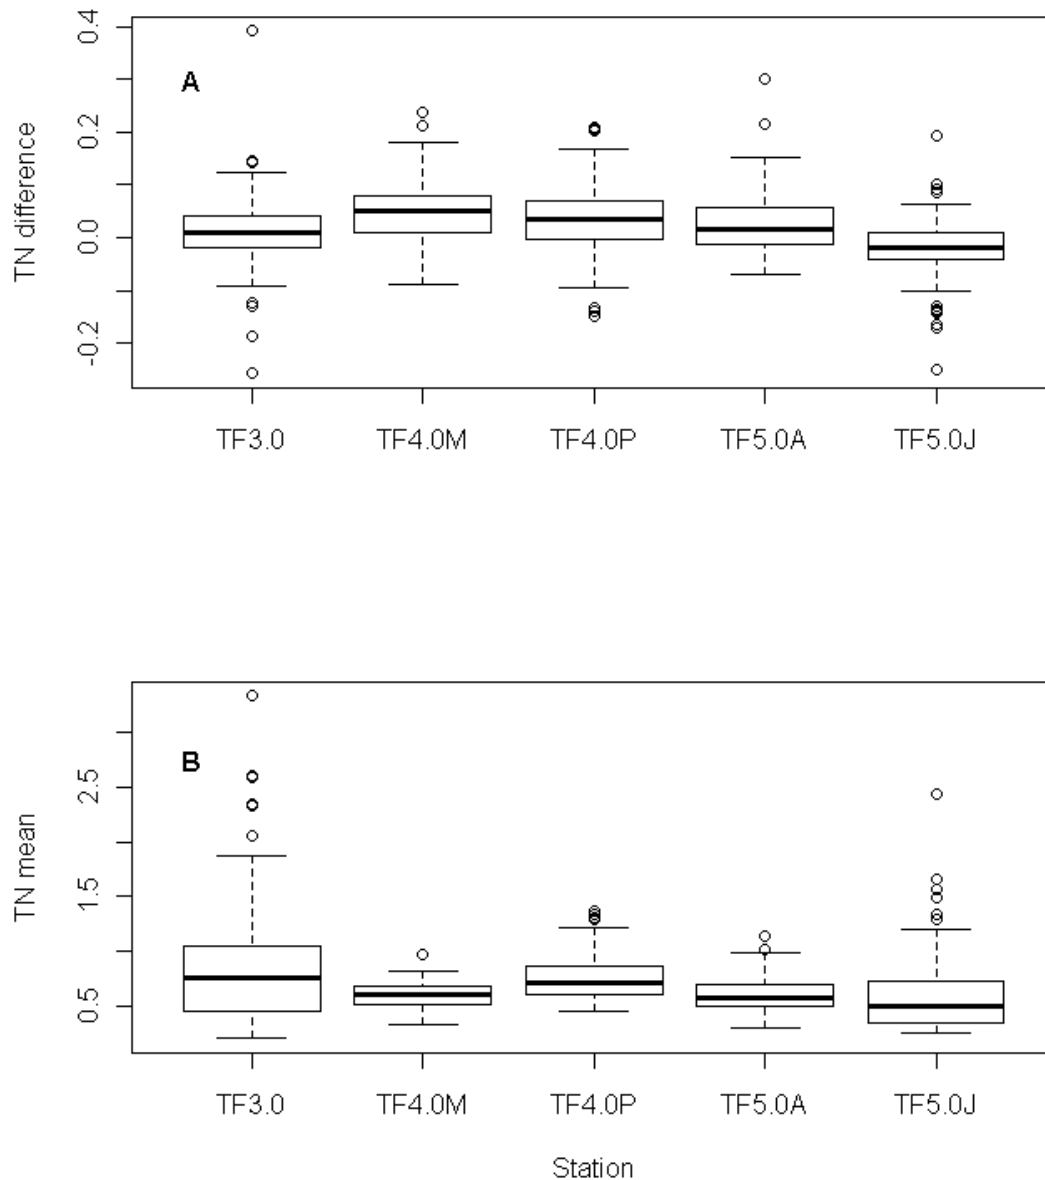 0.4
A
0.2
0.0
-0.2
TN difference
TF3.0 TF4.0M TF4.0P TF5.0A TF5.0J
B
2.5
1.5
0.5
TN mean
TF3.0 TF4.0M TF4.0P TF5.0A TF5.0J
Station